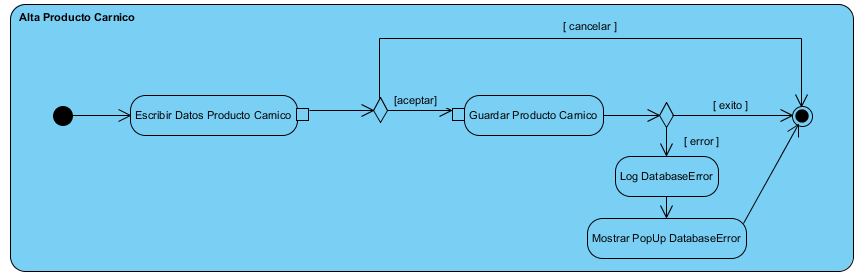 Alta Producto Carnico
[ cancelar ]
[aceptar]
[ exito ]
Escribir Datos Producto Carnico
Guardar Producto Carnico
[ error ]
Log DatabaseError
Mostrar PopUp DatabaseError